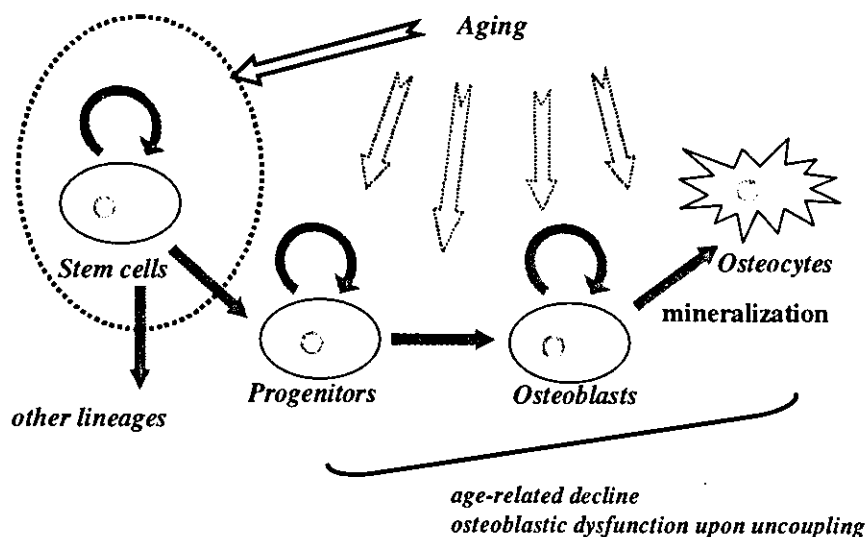 Aging
Stem cells
Osteocytes
mineralization
Progenitors
Osteoblasts
other lineages
age-related decline
osteoblastic dysfunction upon uncoupling